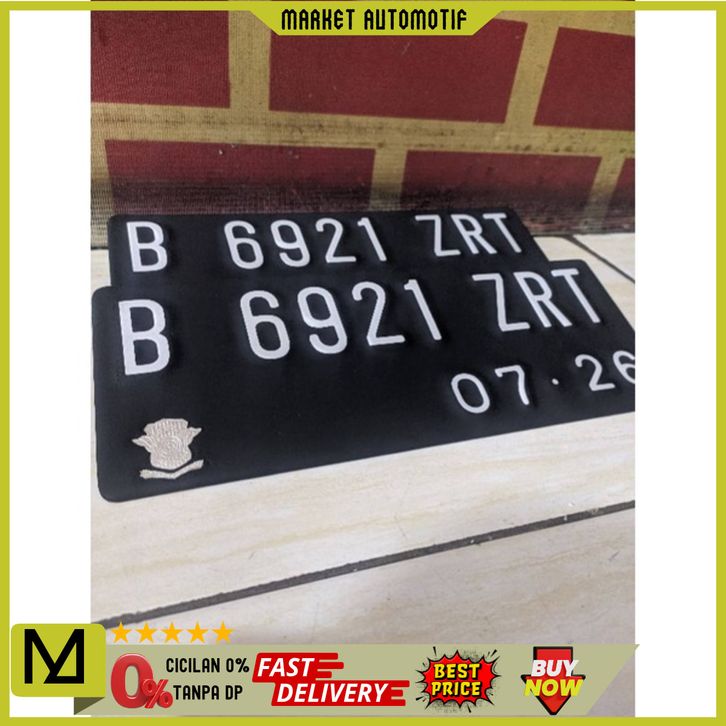 MARKET AUTOMOTIF
B 6921 ZRT
B 6921 ZRT
07·26
M
0%
CICILAN 0%
TANPA DP
FAST
DELIVERY
BEST
PRICE
BUY
NOW